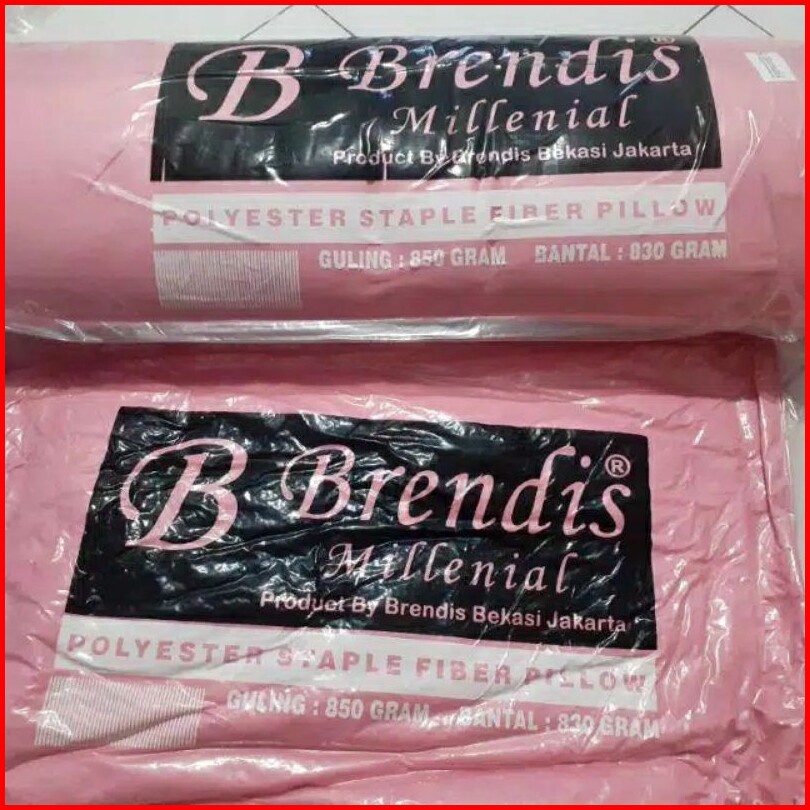 B Brendis®
Millenial
Product By Brendis Bekasi Jakarta
POLYESTER STAPLE FIBER PILLOW
GULING : 850 GRAM BANTAL : 830 GRAM
B Brendis®
Millenial
Product By Brendis Bekasi Jakarta
POLYESTER STAPLE FIBER PILLOW
GULING : 850 GRAM BANTAL : 830 GRAM